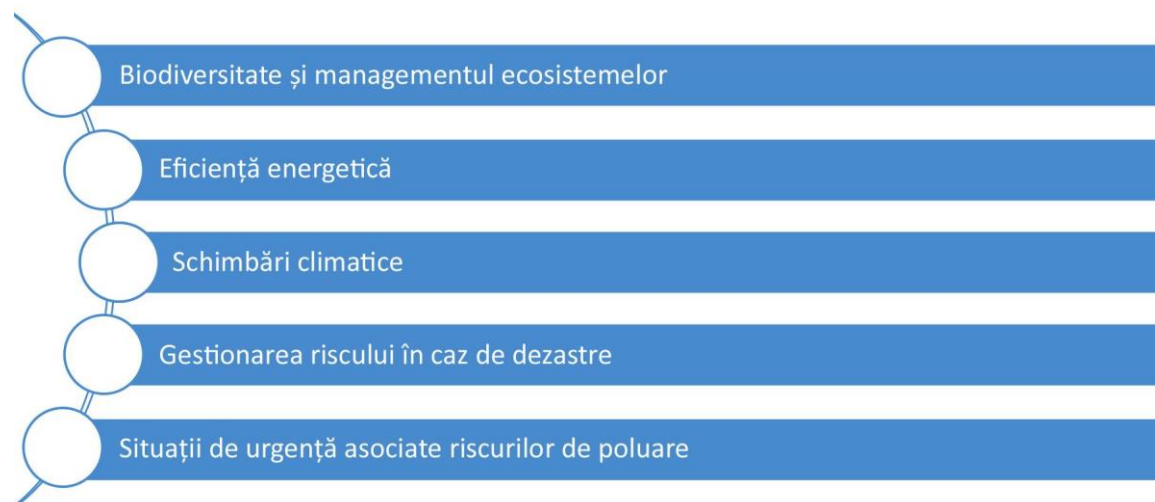 Biodiversitate și managementul ecosistemelor
Eficiență energetică
Schimbări climatice
Gestionarea riscului în caz de dezastre
Situații de urgență asociate riscurilor de poluare